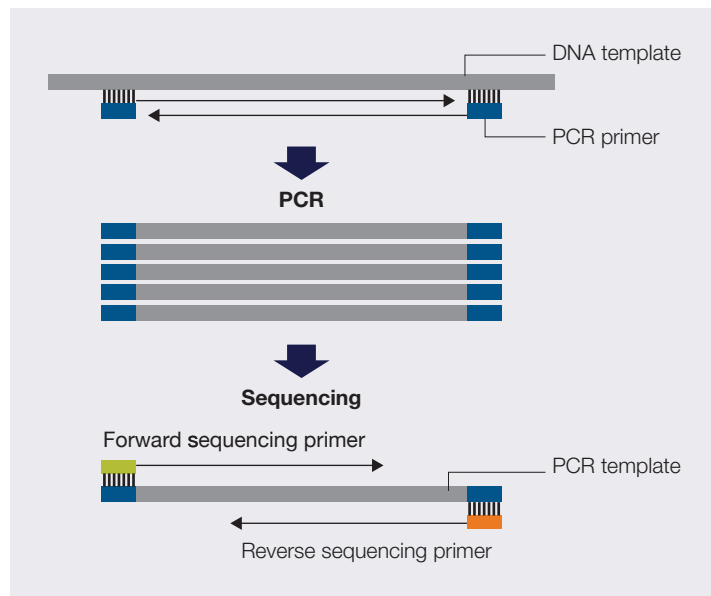 DNA template
PCR primer
PCR
Sequencing
Forward sequencing primer
PCR template
Reverse sequencing primer